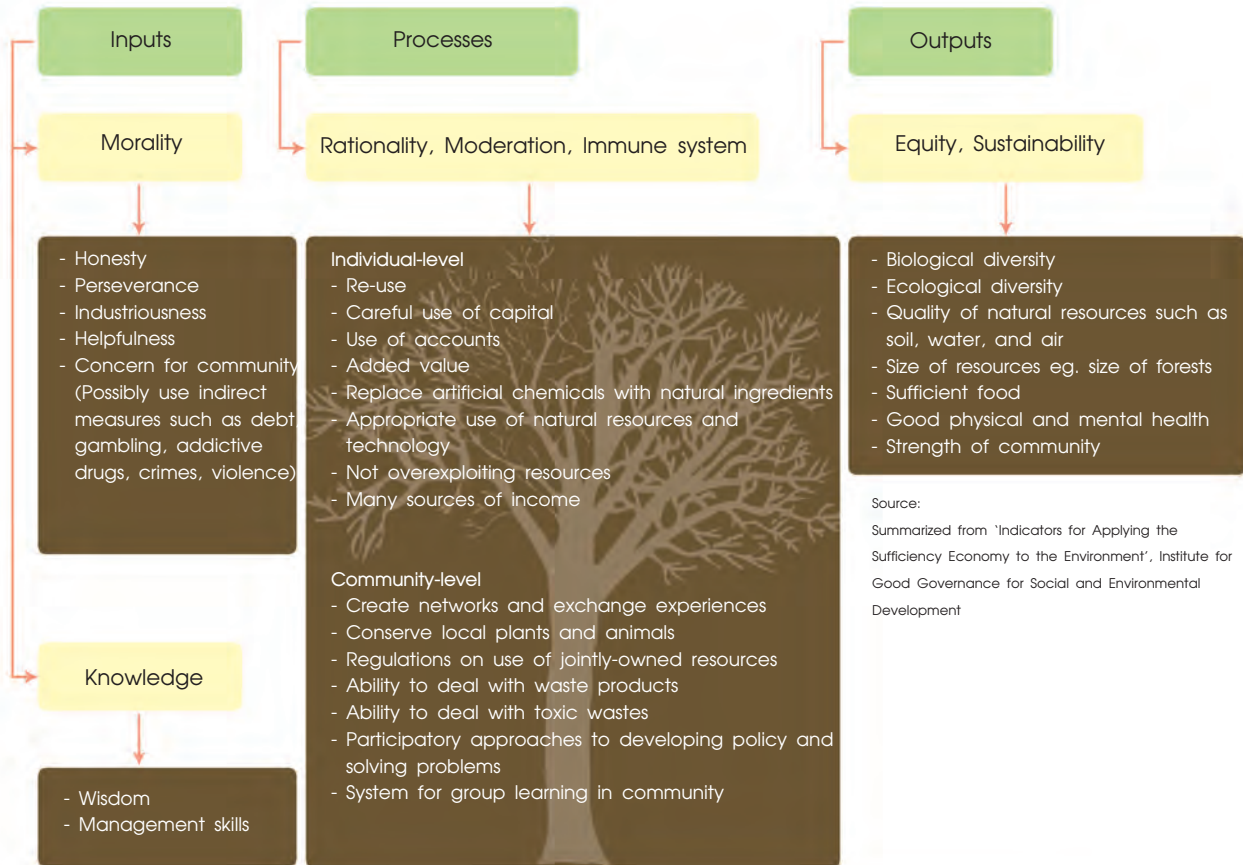 Inputs
Morality
- Honesty
- Perseverance
- Industriousness
- Helpfulness
- Concern for community
(Possibly use indirect
measures such as debt,
gambling, addictive
drugs, crimes, violence)
Knowledge
- Wisdom
- Management skills
Processes
Rationality, Moderation, Immune system
Individual-level
- Re-use
- Careful use of capital
- Use of accounts
- Added value
- Replace artificial chemicals with natural ingredients
- Appropriate use of natural resources and
technology
- Not overexploiting resources
- Many sources of income
Community-level
- Create networks and exchange experiences
- Conserve local plants and animals
- Regulations on use of jointly-owned resources
- Ability to deal with waste products
- Ability to deal with toxic wastes
- Participatory approaches to developing policy and
solving problems
- System for group learning in community
Outputs
Equity, Sustainability
- Biological diversity
- Ecological diversity
- Quality of natural resources such as
soil, water, and air
- Size of resources eg. size of forests
- Sufficient food
- Good physical and mental health
- Strength of community
Source:
Summarized from ‘Indicators for Applying the
Sufficiency Economy to the Environment’, Institute for
Good Governance for Social and Environmental
Development